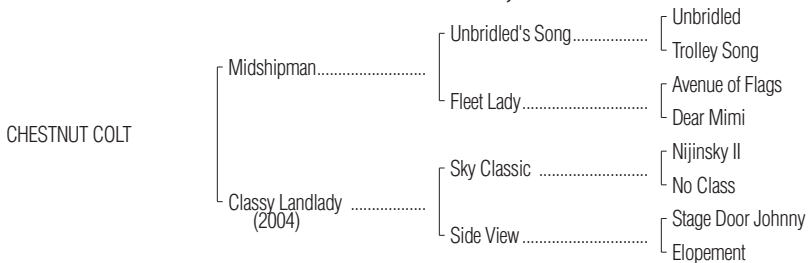 Unbridled
Unbridled's Song.................
Trolley Song
Midshipman.........................
Avenue of Flags
Fleet Lady.............................
Dear Mimi
CHESTNUT COLT
Nijinsky II
Sky Classic .........................
No Class
Classy Landlady .................
(2004)
Stage Door Johnny
Side View.............................
Elopement